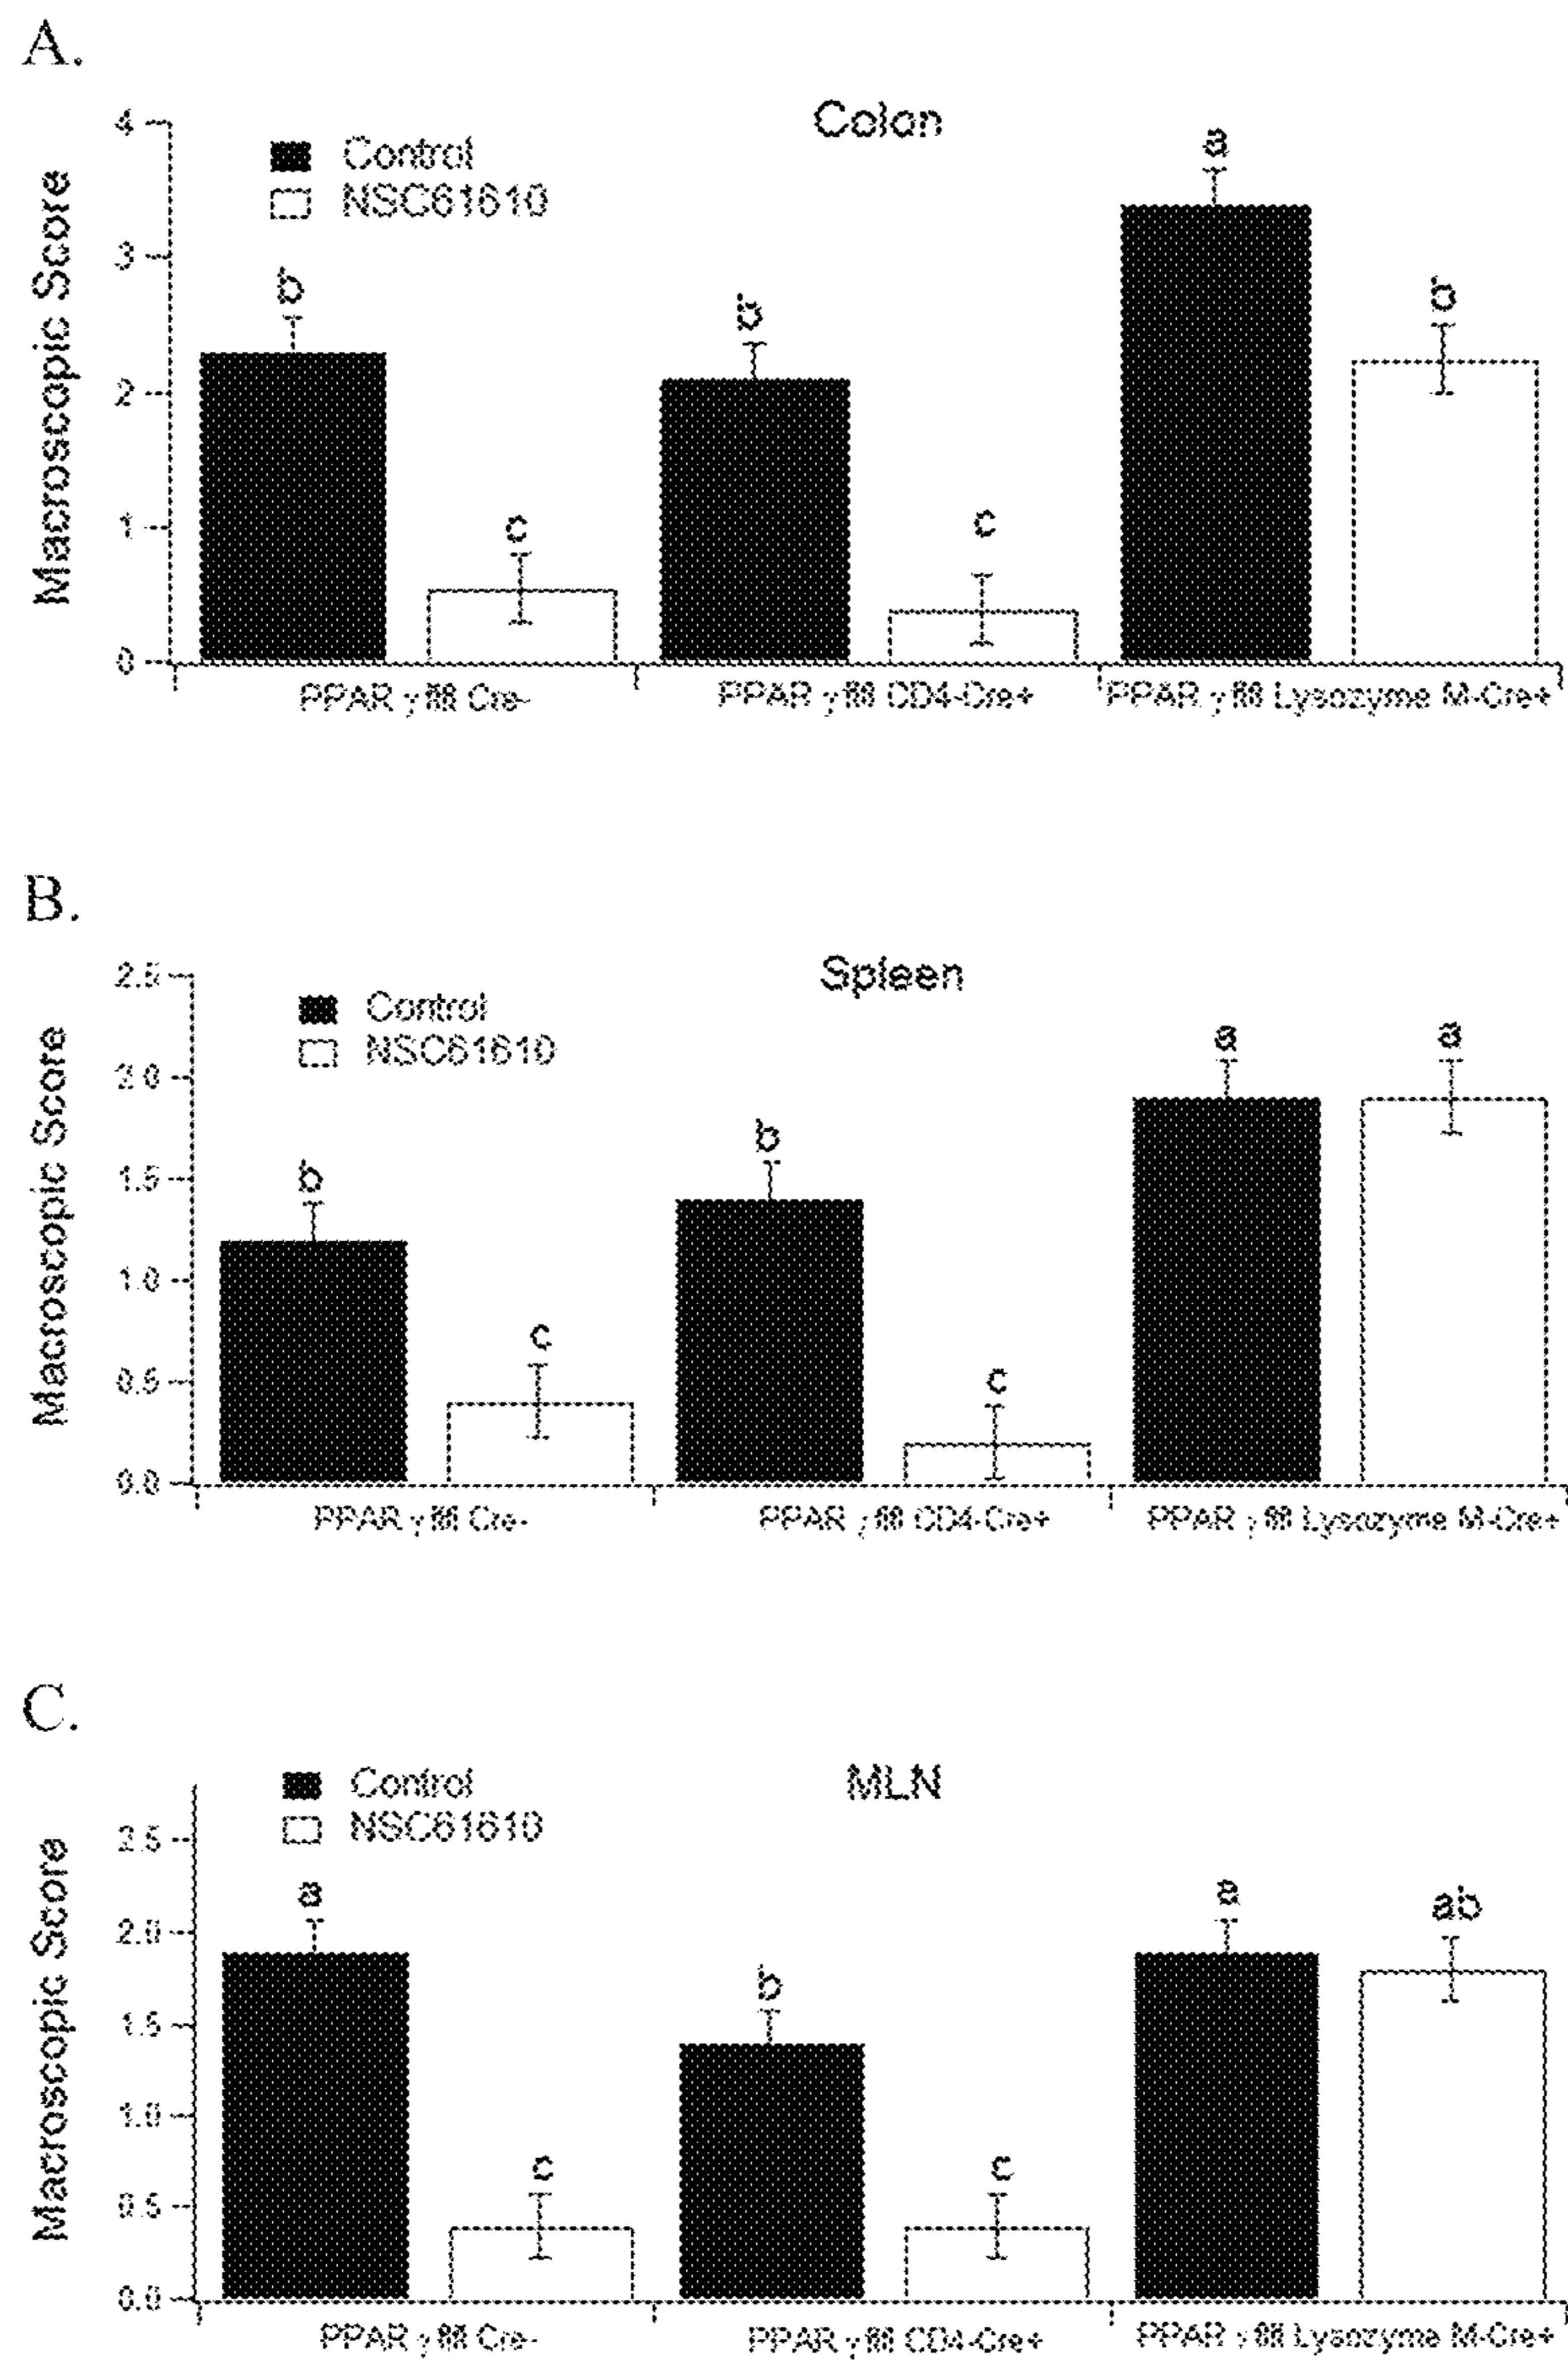 A.
Colon
Control
NSC61610
Macroscopic Score
4
3
2
1
0
b
c
b
c
a
b
PPAR γ fl/fl Cre-
PPAR γ fl/fl CD4-Cre+
PPAR γ fl/fl Lysozyme M-Cre+
B.
Spleen
Control
NSC61610
Macroscopic Score
2.5
2.0
1.5
1.0
0.5
0.0
b
c
b
c
a
a
PPAR γ fl/fl Cre-
PPAR γ fl/fl CD4-Cre+
PPAR γ fl/fl Lysozyme M-Cre+
C.
MLN
Control
NSC61610
Macroscopic Score
2.5
2.0
1.5
1.0
0.5
0.0
a
c
b
c
a
ab
PPAR γ fl/fl Cre-
PPAR γ fl/fl CD4-Cre+
PPAR γ fl/fl Lysozyme M-Cre+